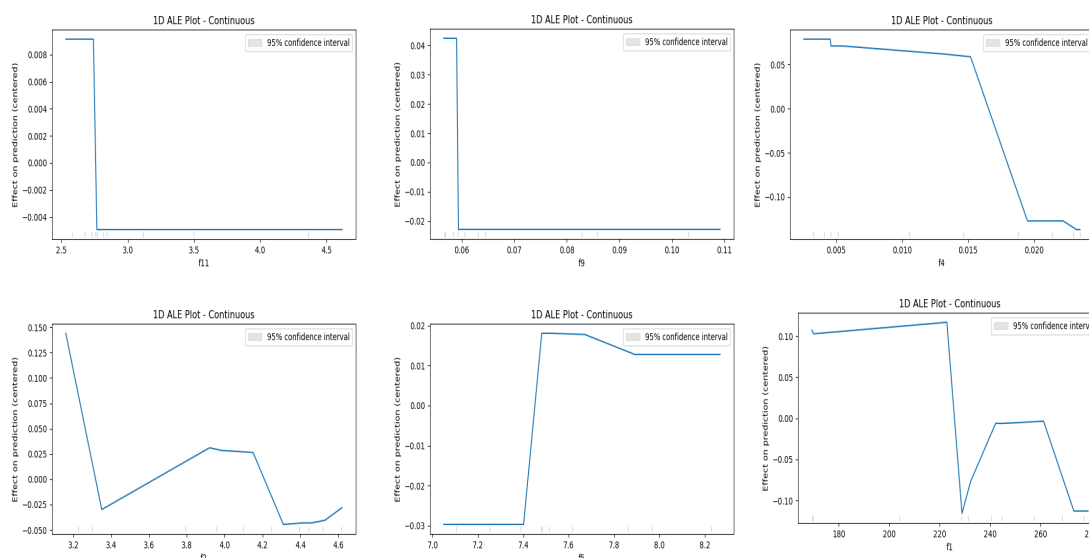 1D ALE Plot - Continuous
1D ALE Plot - Continuous
1D ALE Plot - Continuous
95% confidence interval
95% confidence interval
95% confidence interval
Effect on prediction (centered)
0.008
0.006
0.004
0.002
0.000
−0.002
−0.004
2.5 3.0 3.5 4.0 4.5
f11
Effect on prediction (centered)
0.04
0.03
0.02
0.01
0.00
−0.01
−0.02
0.06 0.07 0.08 0.09 0.10 0.11
f9
Effect on prediction (centered)
0.05
0.00
−0.05
−0.10
0.005 0.010 0.015 0.020
f4
1D ALE Plot - Continuous
1D ALE Plot - Continuous
1D ALE Plot - Continuous
95% confidence interval
95% confidence interval
95% confidence interval
Effect on prediction (centered)
0.150
0.125
0.100
0.075
0.050
0.025
0.000
−0.025
−0.050
3.2 3.4 3.6 3.8 4.0 4.2 4.4 4.6
Effect on prediction (centered)
0.02
0.01
0.00
−0.01
−0.02
−0.03
7.0 7.2 7.4 7.6 7.8 8.0 8.2
Effect on prediction (centered)
0.10
0.05
0.00
−0.05
−0.10
180 200 220 240 260
f1